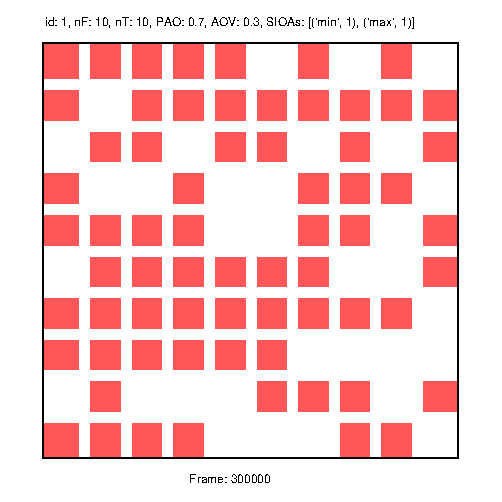 id: 1, nF: 10, nT: 10, PAO: 0.7, AOV: 0.3, SIOAs: [('min', 1), ('max', 1)]
Frame: 300000